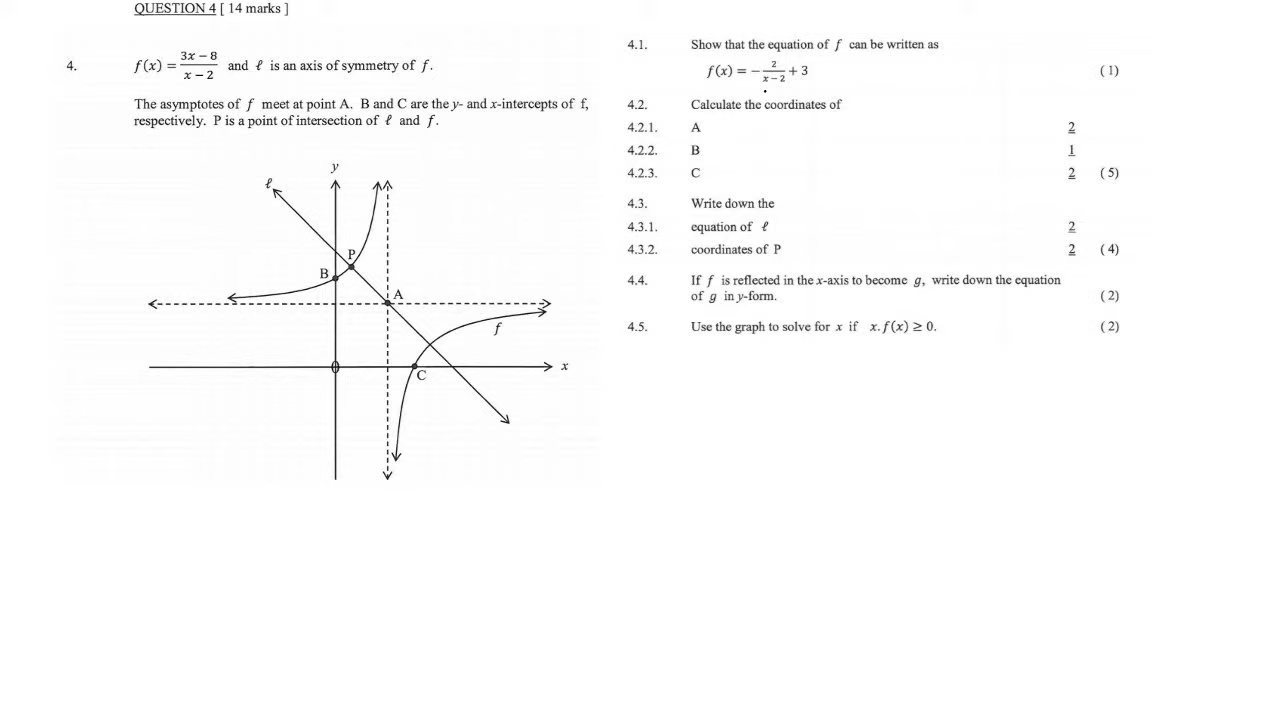 QUESTION 4 [ 14 marks ]
4. f(x) = (3x − 8)/(x − 2) and ℓ is an axis of symmetry of f.
The asymptotes of f meet at point A. B and C are the y- and x-intercepts of f,
respectively. P is a point of intersection of ℓ and f.
y
ℓ
P
B
A
f
0
x
C
4.1. Show that the equation of f can be written as
f(x) = − 2/(x−2) + 3 ( 1 )
4.2. Calculate the coordinates of
4.2.1. A 2
4.2.2. B 1
4.2.3. C 2 ( 5 )
4.3. Write down the
4.3.1. equation of ℓ 2
4.3.2. coordinates of P 2 ( 4 )
4.4. If f is reflected in the x-axis to become g, write down the equation
of g in y-form. ( 2 )
4.5. Use the graph to solve for x if x. f(x) ≥ 0. ( 2 )